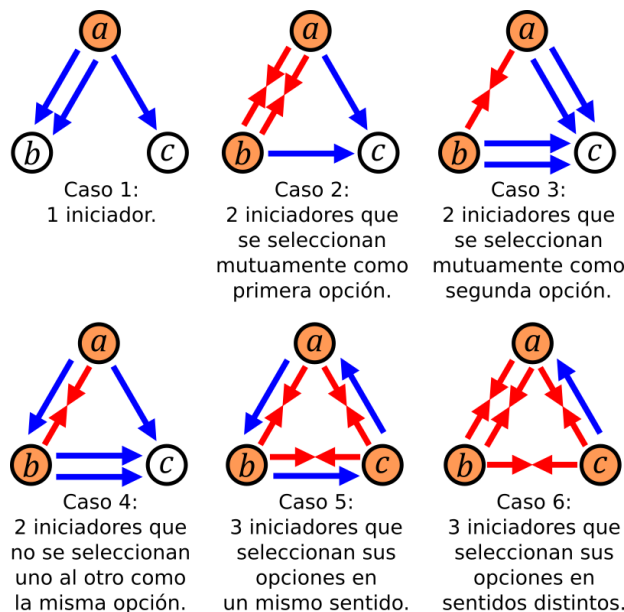 a
b
c
Caso 1:
1 iniciador.
a
b
c
Caso 2:
2 iniciadores que
se seleccionan
mutuamente como
primera opción.
a
b
c
Caso 3:
2 iniciadores que
se seleccionan
mutuamente como
segunda opción.
a
b
c
Caso 4:
2 iniciadores que
no se seleccionan
uno al otro como
la misma opción.
a
b
c
Caso 5:
3 iniciadores que
seleccionan sus
opciones en
un mismo sentido.
a
b
c
Caso 6:
3 iniciadores que
seleccionan sus
opciones en
sentidos distintos.